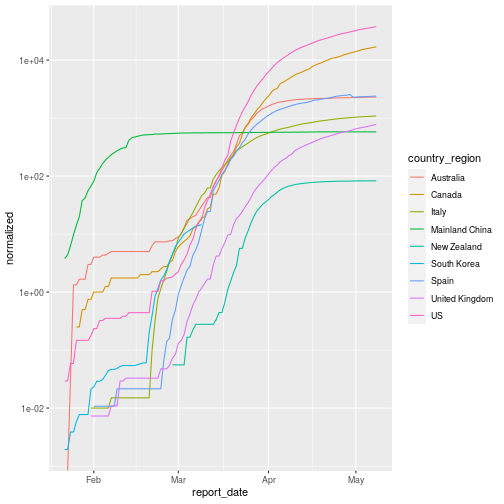 1e+04
1e+02
1e+00
1e-02
normalized
Feb
Mar
Apr
May
report_date
country_region
Australia
Canada
Italy
Mainland China
New Zealand
South Korea
Spain
United Kingdom
US